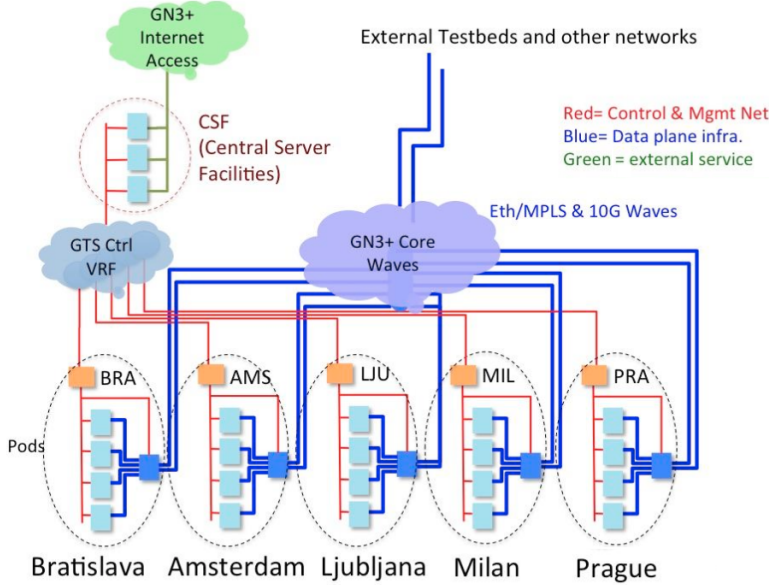 GN3+
Internet
Access
External Testbeds and other networks
CSF
(Central Server
Facilities)
Red= Control & Mgmt Net
Blue= Data plane infra.
Green = external service
Eth/MPLS & 10G Waves
GTS Ctrl
VRF
GN3+ Core
Waves
BRA
AMS
LJU
MIL
PRA
Pods
Bratislava
Amsterdam
Ljubljana
Milan
Prague